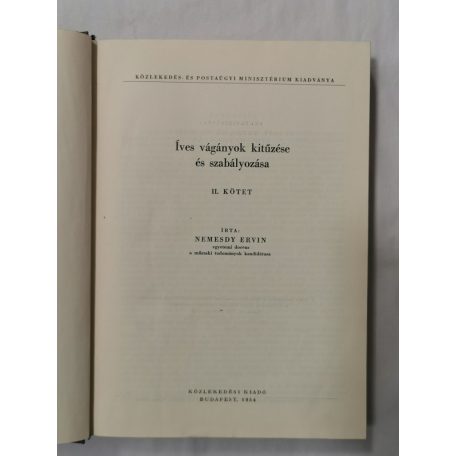 KÖZLEKEDÉS- ÉS POSTAÜGYI MINISZTÉRIUM KIADVÁNYA
Íves vágányok kitűzése
és szabályozása
II. KÖTET
ÍRTA:
NEMESDY ERVIN
egyetemi docens
a műszaki tudományok kandidátusa
KÖZLEKEDÉSI KIADÓ
BUDAPEST, 1954